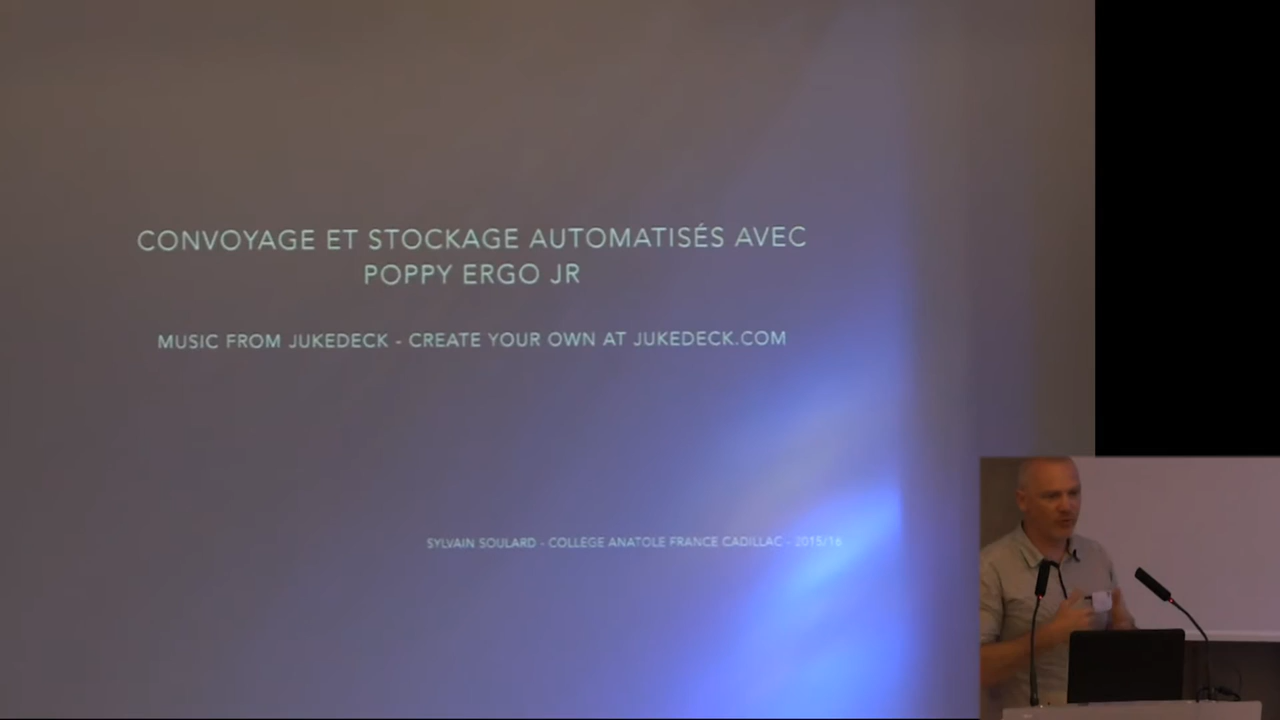 CONVOYAGE ET STOCKAGE AUTOMATISÉS AVEC
POPPY ERGO JR
MUSIC FROM JUKEDECK - CREATE YOUR OWN AT JUKEDECK.COM
SYLVAIN SOULARD - COLLEGE ANATOLE FRANCE CADILLAC - 2015/16